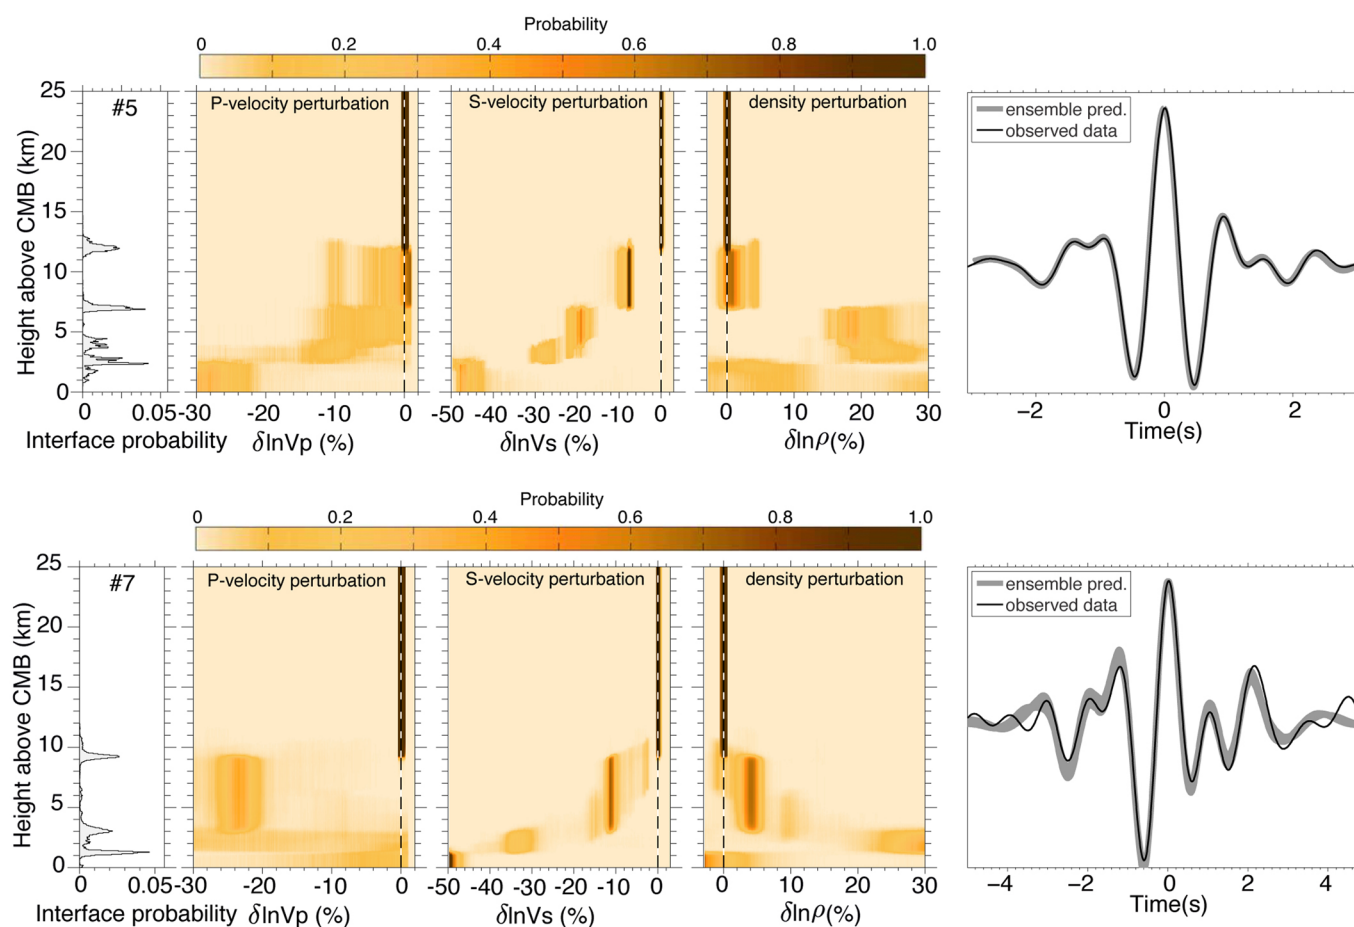 Probability
0 0.2 0.4 0.6 0.8 1.0
#5
P-velocity perturbation
S-velocity perturbation
density perturbation
ensemble pred.
observed data
Height above CMB (km)
25
20
15
10
5
0
0 0.05 -30 -20 -10 0 -50 -40 -30 -20 -10 0 0 10 20 30
−2 0 2
Interface probability δlnVp (%) δlnVs (%) δlnρ(%)
Time(s)
Probability
0 0.2 0.4 0.6 0.8 1.0
#7
P-velocity perturbation
S-velocity perturbation
density perturbation
ensemble pred.
observed data
Height above CMB (km)
25
20
15
10
5
0
0 0.05 -30 -20 -10 0 -50 -40 -30 -20 -10 0 0 10 20 30
−4 −2 0 2 4
Interface probability δlnVp (%) δlnVs (%) δlnρ(%)
Time(s)